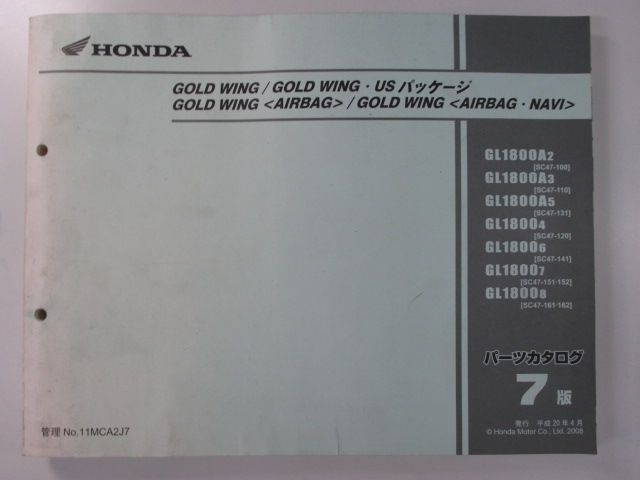 HONDA
GOLD WING / GOLD WING · US パッケージ
GOLD WING <AIRBAG> / GOLD WING <AIRBAG · NAVI>
GL1800A2
[SC47-100]
GL1800A3
[SC47-110]
GL1800A5
[SC47-131]
GL18004
[SC47-120]
GL18006
[SC47-141]
GL18007
[SC47-151·152]
GL18008
[SC47-161·162]
パーツカタログ
7 版
発行 平成20年4月
© Honda Motor Co., Ltd. 2008
管理 No.11MCA2J7